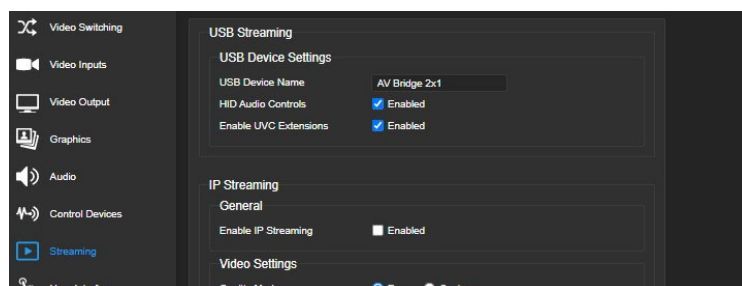 Video Switching
Video Inputs
Video Output
Graphics
Audio
Control Devices
Streaming
USB Streaming
USB Device Settings
USB Device Name AV Bridge 2x1
HID Audio Controls Enabled
Enable UVC Extensions Enabled
IP Streaming
General
Enable IP Streaming Enabled
Video Settings